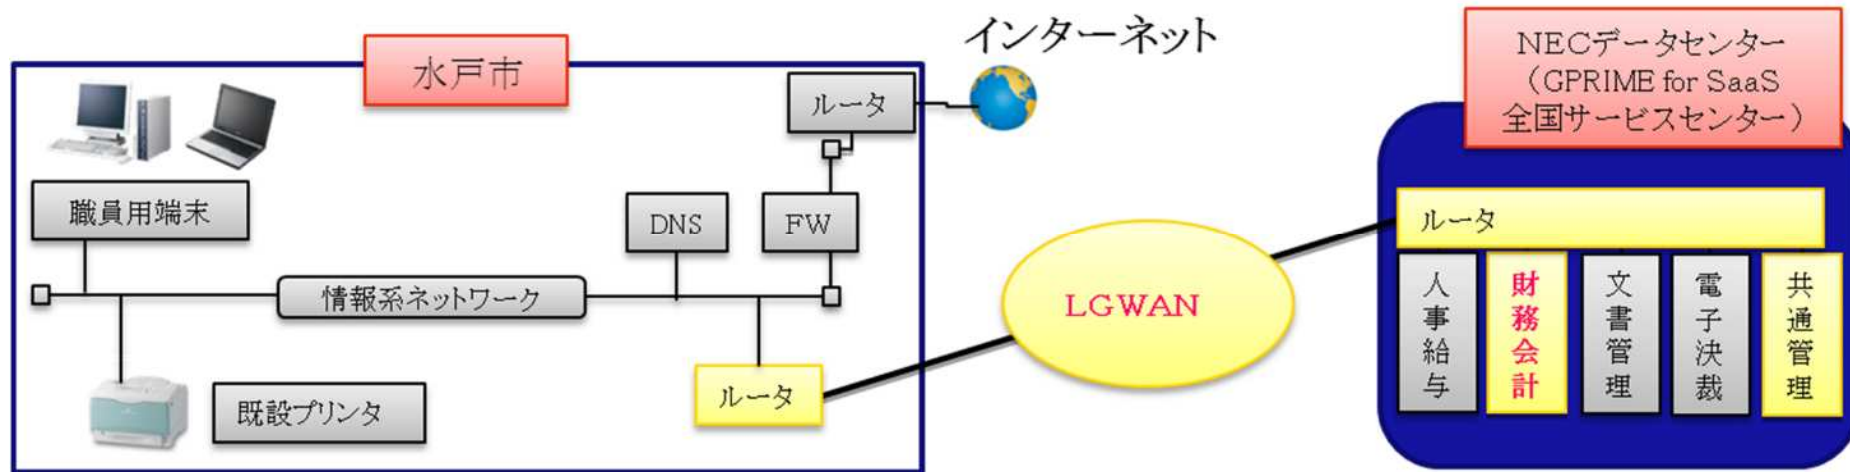 インターネット
水戸市
NECデータセンター
(GPRIME for SaaS
全国サービスセンター)
ルータ
職員用端末
DNS
FW
ルータ
情報系ネットワーク
LGWAN
人事給与
財務会計
文書管理
電子決裁
共通管理
ルータ
既設プリンタ